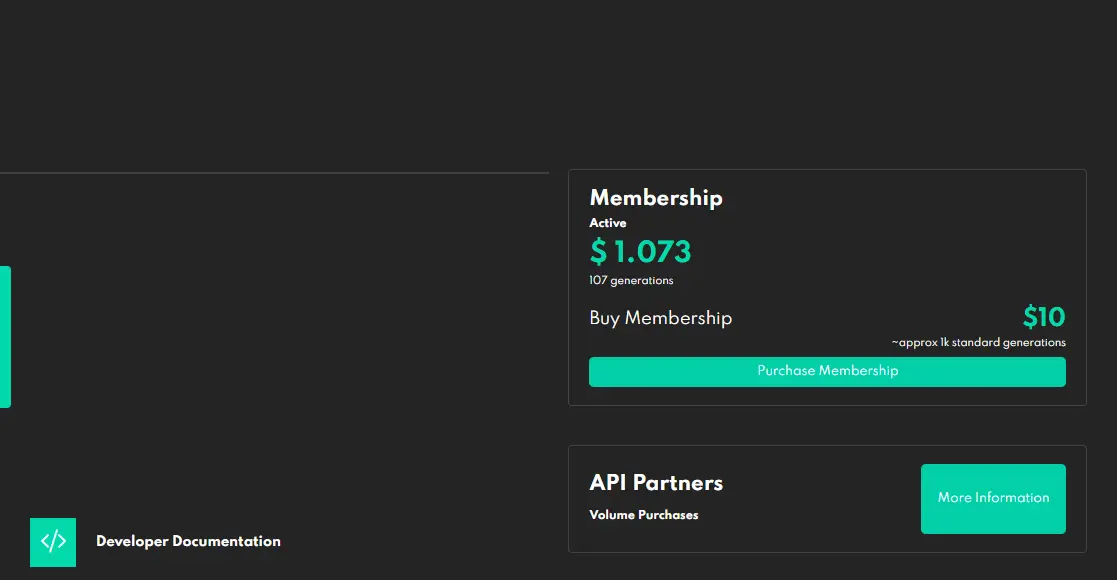 Membership
Active
$ 1.073
107 generations
Buy Membership
$10
~approx 1k standard generations
Purchase Membership
API Partners
Volume Purchases
More Information
</> Developer Documentation